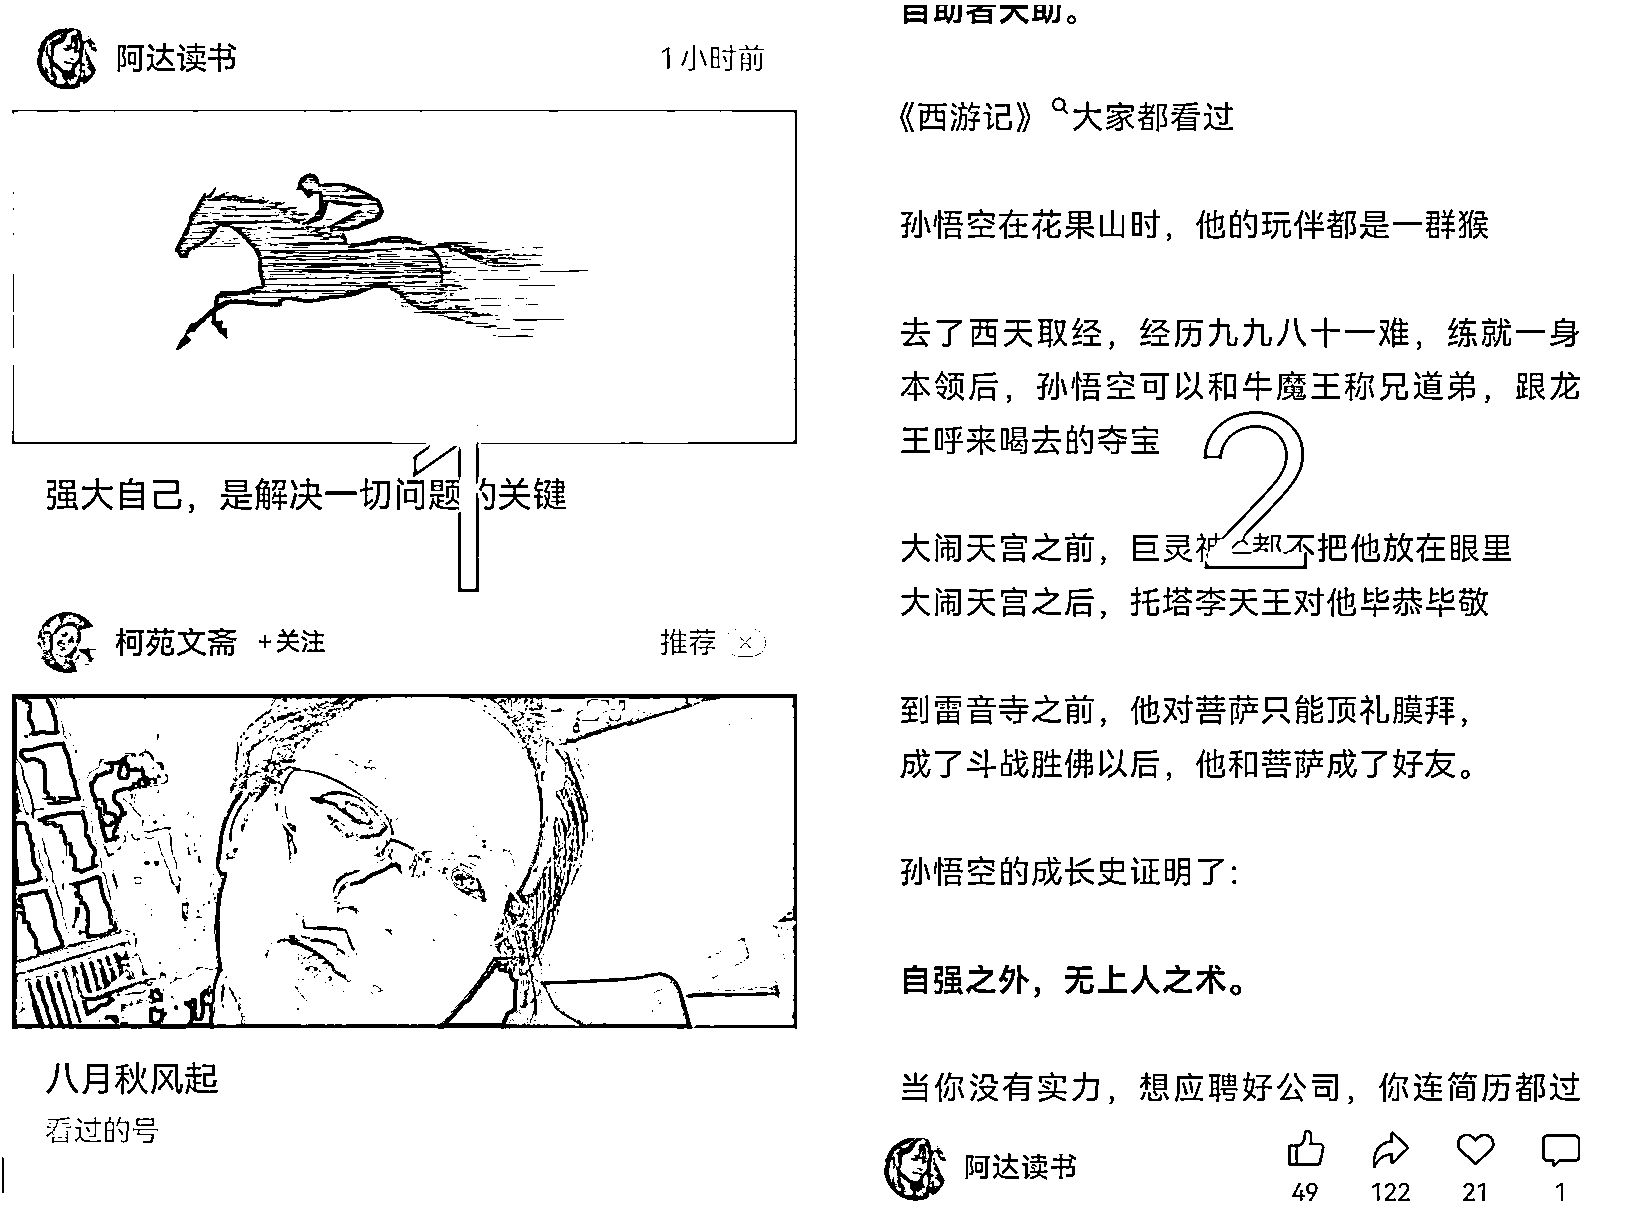 阿达读书
1小时前
强大自己，是解决一切问题的关键
1
柯苑文斋 +关注
推荐
八月秋风起
看过的号
自助者天助。
《西游记》大家都看过
孙悟空在花果山时，他的玩伴都是一群猴
去了西天取经，经历九九八十一难，练就一身
本领后，孙悟空可以和牛魔王称兄道弟，跟龙
王呼来喝去的夺宝
2
大闹天宫之前，巨灵神都不把他放在眼里
大闹天宫之后，托塔李天王对他毕恭毕敬
到雷音寺之前，他对菩萨只能顶礼膜拜，
成了斗战胜佛以后，他和菩萨成了好友。
孙悟空的成长史证明了：
自强之外，无上人之术。
当你没有实力，想应聘好公司，你连简历都过
阿达读书
49
122
21
1